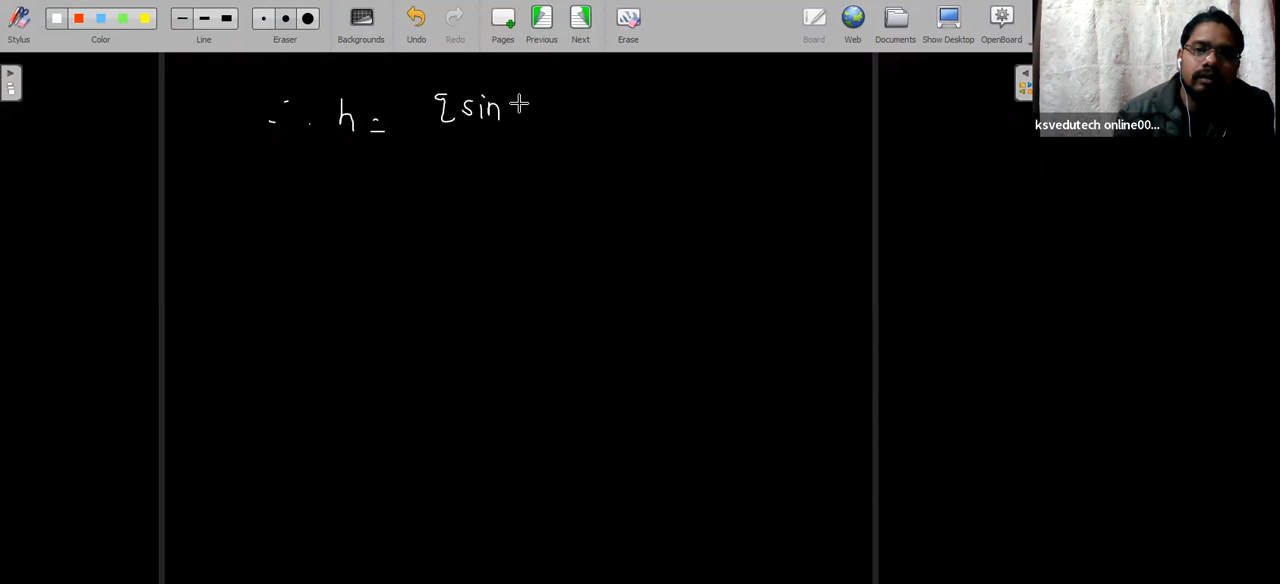 Stylus Color Line Eraser Backgrounds Undo Redo Pages Previous Next Erase Board Web Documents Show Desktop OpenBoard
ksvedutech online00...
∴ h = { sin